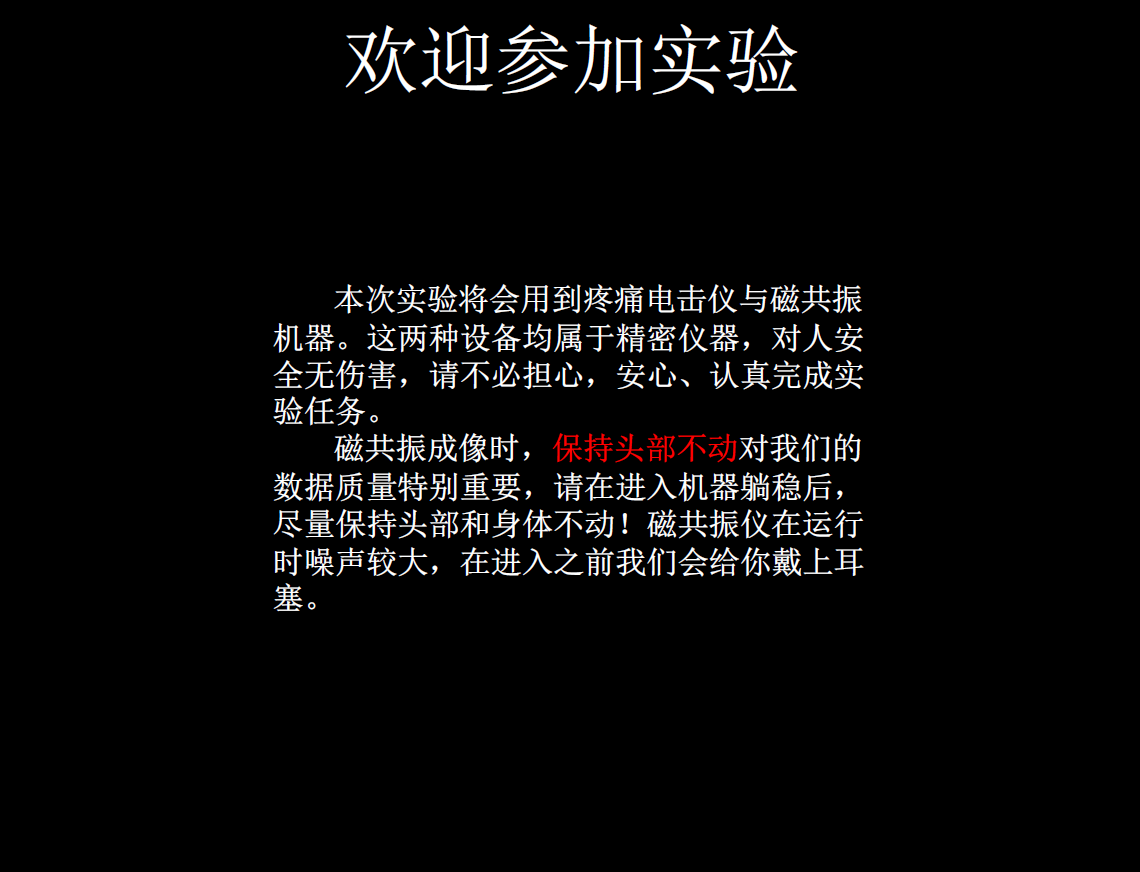 欢迎参加实验
本次实验将会用到疼痛电击仪与磁共振
机器。这两种设备均属于精密仪器，对人安
全无伤害，请不必担心，安心、认真完成实
验任务。
磁共振成像时，保持头部不动对我们的
数据质量特别重要，请在进入机器躺稳后，
尽量保持头部和身体不动！磁共振仪在运行
时噪声较大，在进入之前我们会给你戴上耳
塞。